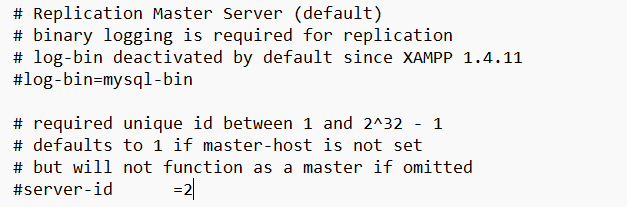 # Replication Master Server (default)
# binary logging is required for replication
# log-bin deactivated by default since XAMPP 1.4.11
#log-bin=mysql-bin

# required unique id between 1 and 2^32 - 1
# defaults to 1 if master-host is not set
# but will not function as a master if omitted
#server-id      =2